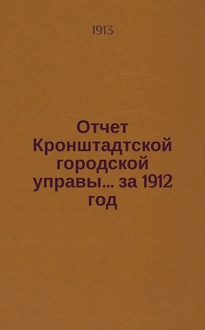 1913
Отчет
Кронштадтской
городской
управы... за 1912
год